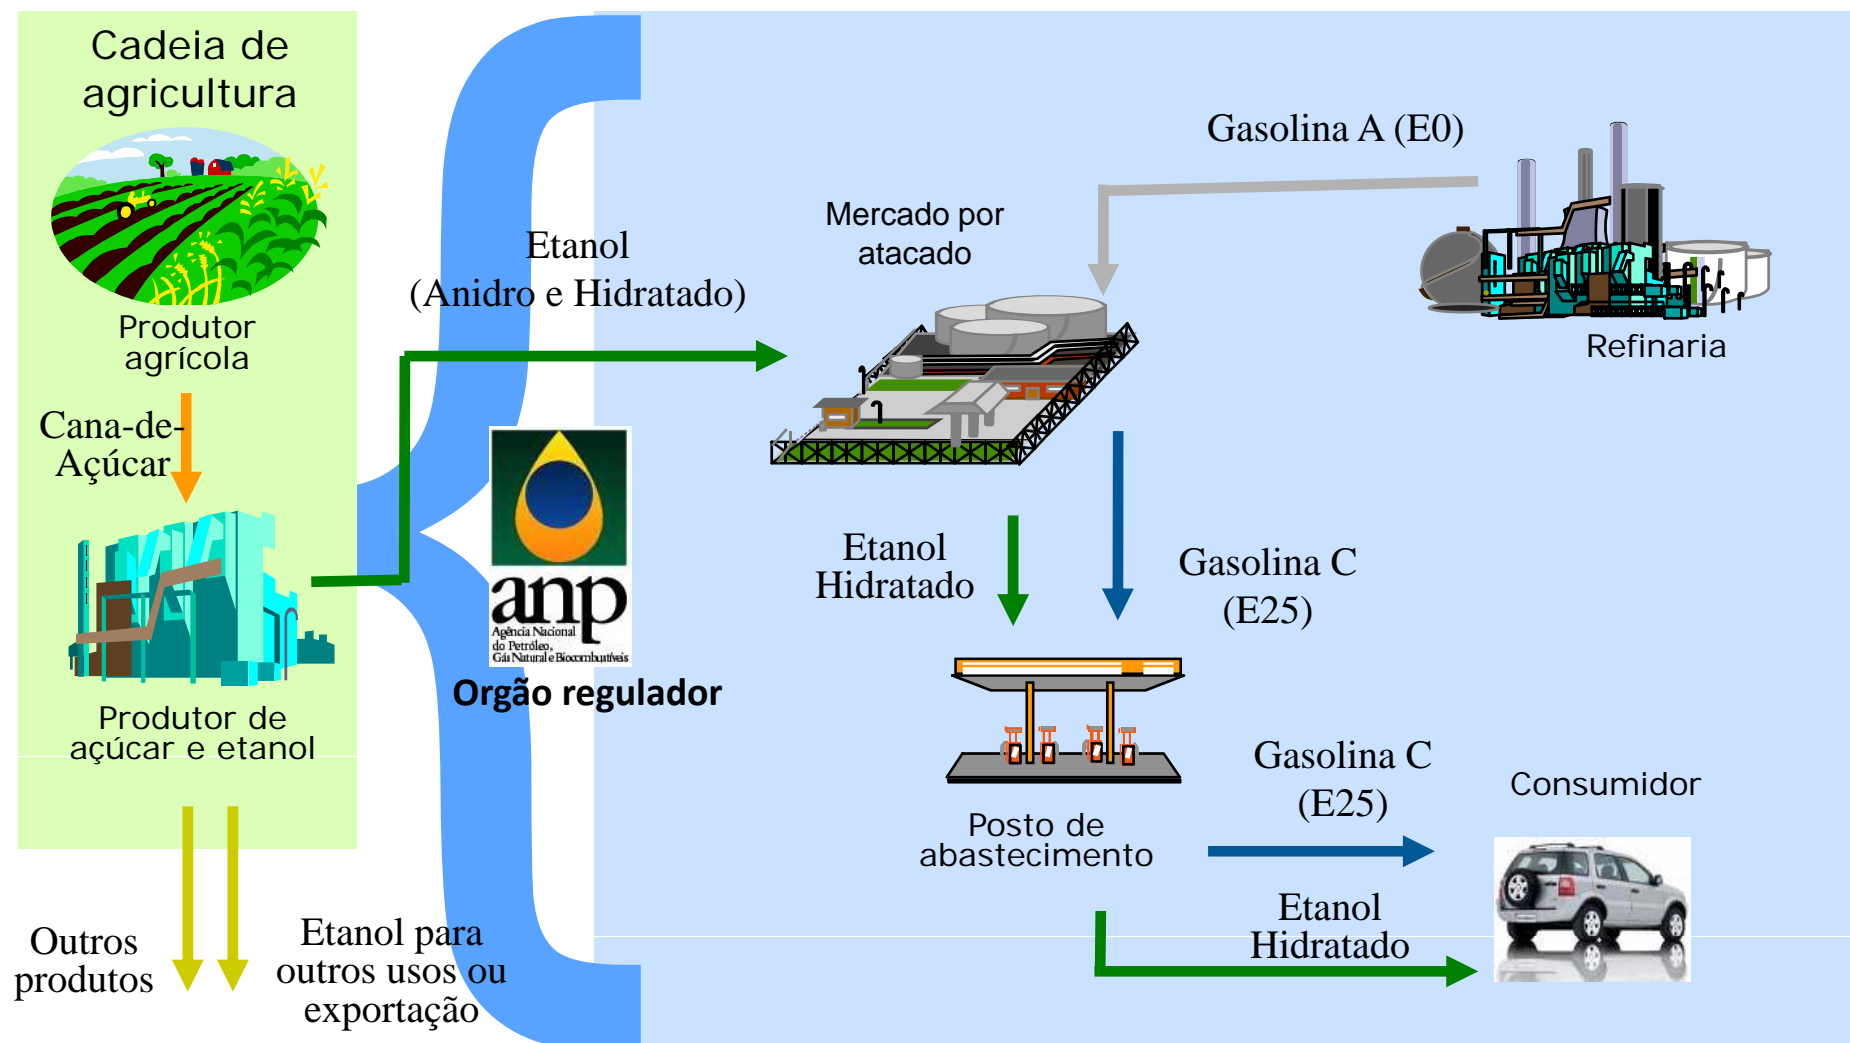 Cadeia de
agricultura
Produtor
agrícola
Cana-de-
Açúcar
Produtor de
açúcar e etanol
Outros
produtos
Etanol para
outros usos ou
exportação
Etanol
(Anidro e Hidratado)
anp
Agência Nacional
do Petróleo,
Gás Natural e Biocombustíveis
Orgão regulador
Mercado por
atacado
Gasolina A (E0)
Refinaria
Etanol
Hidratado
Gasolina C
(E25)
Posto de
abastecimento
Gasolina C
(E25)
Etanol
Hidratado
Consumidor